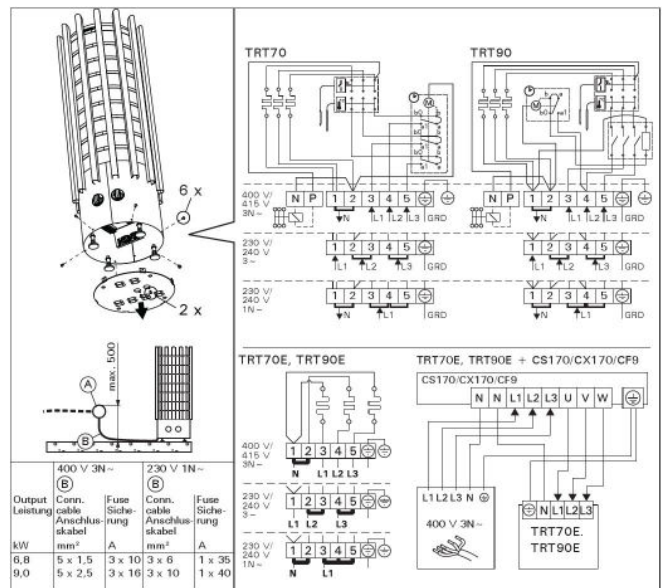 6 x
2 x
max. 500
A
B
400 V 3N~
230 V 1N~
B
B
Output Leistung
Conn. cable Anschlus- skabel
Fuse Siche- rung
Conn. cable Anschlus- skabel
Fuse Siche- rung
kW mm² A mm² A
6,8 5 x 1,5 3 x 10 3 x 6 1 x 35
9,0 5 x 2,5 3 x 16 3 x 10 1 x 40
TRT70
TRT90
400 V/ 415 V 3N~
N P 1 2 3 4 5
N L1 L2 L3 GRD
N P 1 2 3 4 5
N L1 L2 L3 GRD
230 V/ 240 V 3~
1 2 3 4 5
L1 L2 L3 GRD
1 2 3 4 5
L1 L2 L3 GRD
230 V/ 240 V 1N~
1 2 3 4 5
N L1 GRD
1 2 3 4 5
N L1 GRD
TRT70E, TRT90E
400 V/ 415 V 3N~
1 2 3 4 5
N L1 L2 L3
230 V/ 240 V 3~
1 2 3 4 5
L1 L2 L3
230 V/ 240 V 1N~
1 2 3 4 5
N L1
TRT70E, TRT90E + CS170/CX170/CF9
CS170/CX170/CF9
N N L1 L2 L3 U V W
L1 L2 L3 N
400 V 3N~
N L1 L2 L3
TRT70E.
TRT90E